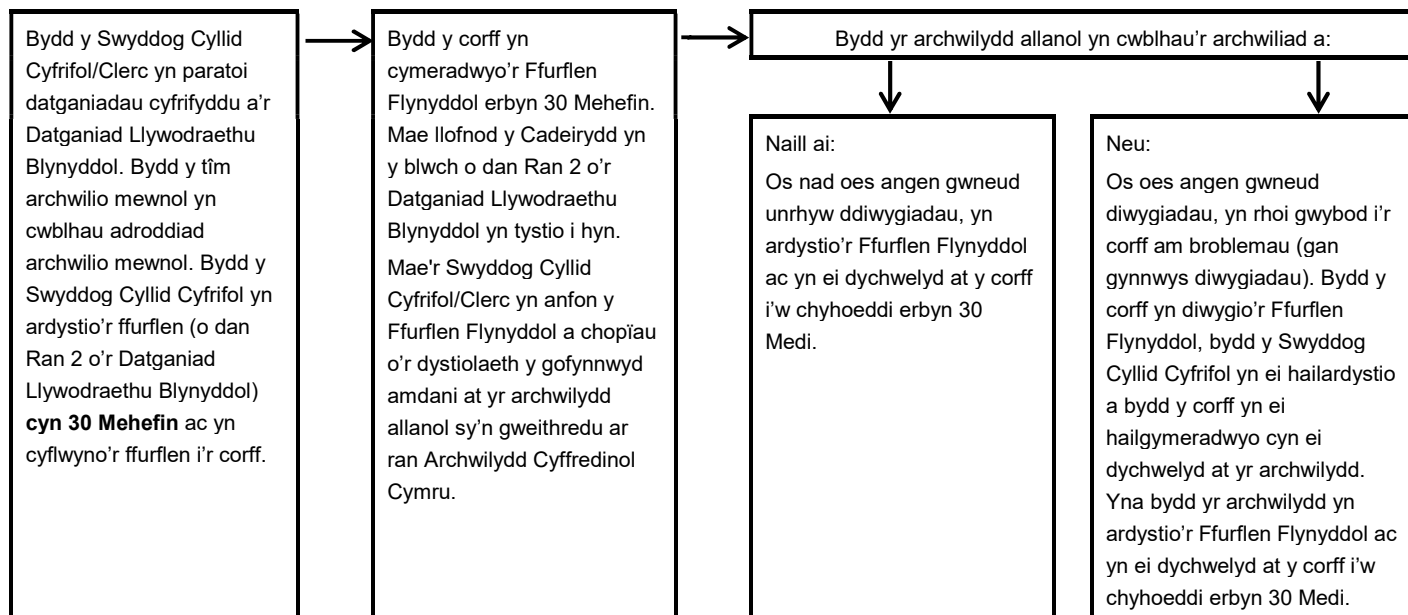 Bydd y Swyddog Cyllid
Cyfrifol/Clerc yn paratoi
datganiadau cyfrifyddu a'r
Datganiad Llywodraethu
Blynyddol. Bydd y tîm
archwilio mewnol yn
cwblhau adroddiad
archwilio mewnol. Bydd y
Swyddog Cyllid Cyfrifol yn
ardystio'r ffurflen (o dan
Ran 2 o'r Datganiad
Llywodraethu Blynyddol)
cyn 30 Mehefin ac yn
cyflwyno'r ffurflen i'r corff.
Bydd y corff yn
cymeradwyo'r Ffurflen
Flynyddol erbyn 30 Mehefin.
Mae llofnod y Cadeirydd yn
y blwch o dan Ran 2 o'r
Datganiad Llywodraethu
Blynyddol yn tystio i hyn.
Mae'r Swyddog Cyllid
Cyfrifol/Clerc yn anfon y
Ffurflen Flynyddol a chopïau
o'r dystiolaeth y gofynnwyd
amdani at yr archwilydd
allanol sy'n gweithredu ar
ran Archwilydd Cyffredinol
Cymru.
Bydd yr archwilydd allanol yn cwblhau'r archwiliad a:
Naill ai:
Os nad oes angen gwneud
unrhyw ddiwygiadau, yn
ardystio'r Ffurflen Flynyddol
ac yn ei dychwelyd at y corff
i'w chyhoeddi erbyn 30
Medi.
Neu:
Os oes angen gwneud
diwygiadau, yn rhoi gwybod i'r
corff am broblemau (gan
gynnwys diwygiadau). Bydd y
corff yn diwygio'r Ffurflen
Flynyddol, bydd y Swyddog
Cyllid Cyfrifol yn ei hailardystio
a bydd y corff yn ei
hailgymeradwyo cyn ei
dychwelyd at yr archwilydd.
Yna bydd yr archwilydd yn
ardystio'r Ffurflen Flynyddol ac
yn ei dychwelyd at y corff i'w
chyhoeddi erbyn 30 Medi.